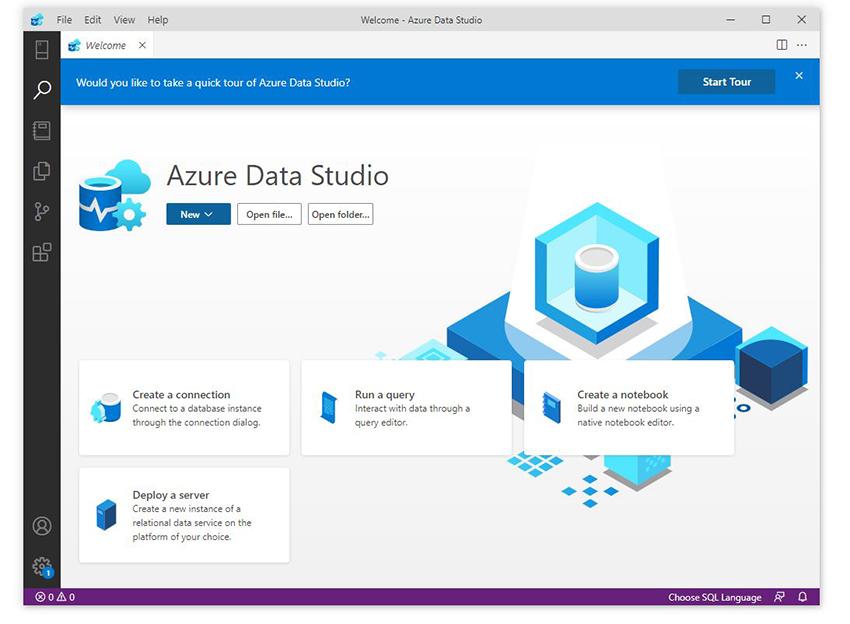 File Edit View Help
Welcome - Azure Data Studio
Welcome
Would you like to take a quick tour of Azure Data Studio?
Start Tour
Azure Data Studio
New
Open file...
Open folder...
Create a connection
Connect to a database instance
through the connection dialog.
Run a query
Interact with data through a
query editor.
Create a notebook
Build a new notebook using a
native notebook editor.
Deploy a server
Create a new instance of a
relational data service on the
platform of your choice.
1
0 0
Choose SQL Language